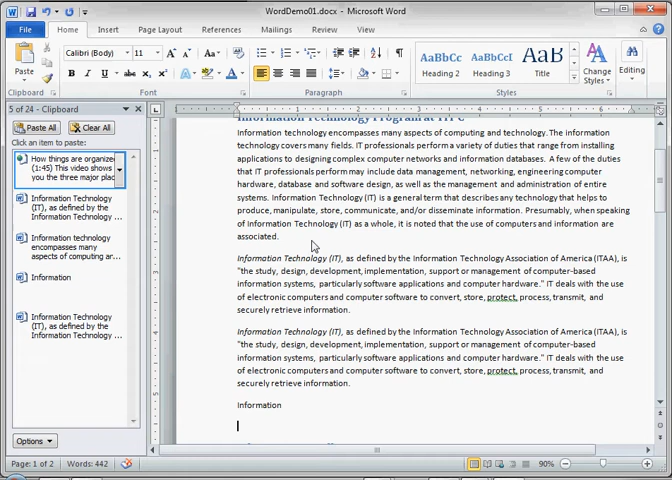 WordDemo01.docx - Microsoft Word
File Home Insert Page Layout References Mailings Review View
Paste
Calibri (Body) 11
B I U abc x₂ x²
AaBbCc AaBbCcI AaB
Heading 2 Heading 3 Title
Change Styles
Editing
Clipboard Font Paragraph Styles
5 of 24 - Clipboard
Paste All Clear All
Click an item to paste:
How things are organize
(1:45) This video shows
you the three major plac
Information Technology
(IT), as defined by the
Information Technology ...
Information technology
encompasses many
aspects of computing an...
Information
Information Technology
(IT), as defined by the
Information Technology ...
Options
Information Technology Program at ITPC
Information technology encompasses many aspects of computing and technology. The information
technology covers many fields. IT professionals perform a variety of duties that range from installing
applications to designing complex computer networks and information databases. A few of the duties
that IT professionals perform may include data management, networking, engineering computer
hardware, database and software design, as well as the management and administration of entire
systems. Information Technology (IT) is a general term that describes any technology that helps to
produce, manipulate, store, communicate, and/or disseminate information. Presumably, when speaking
of Information Technology (IT) as a whole, it is noted that the use of computers and information are
associated.
Information Technology (IT), as defined by the Information Technology Association of America (ITAA), is
"the study, design, development, implementation, support or management of computer-based
information systems, particularly software applications and computer hardware." IT deals with the use
of electronic computers and computer software to convert, store, protect, process, transmit, and
securely retrieve information.
Information Technology (IT), as defined by the Information Technology Association of America (ITAA), is
"the study, design, development, implementation, support or management of computer-based
information systems, particularly software applications and computer hardware." IT deals with the use
of electronic computers and computer software to convert, store, protect, process, transmit, and
securely retrieve information.
Information
Page: 1 of 2 Words: 442 90%